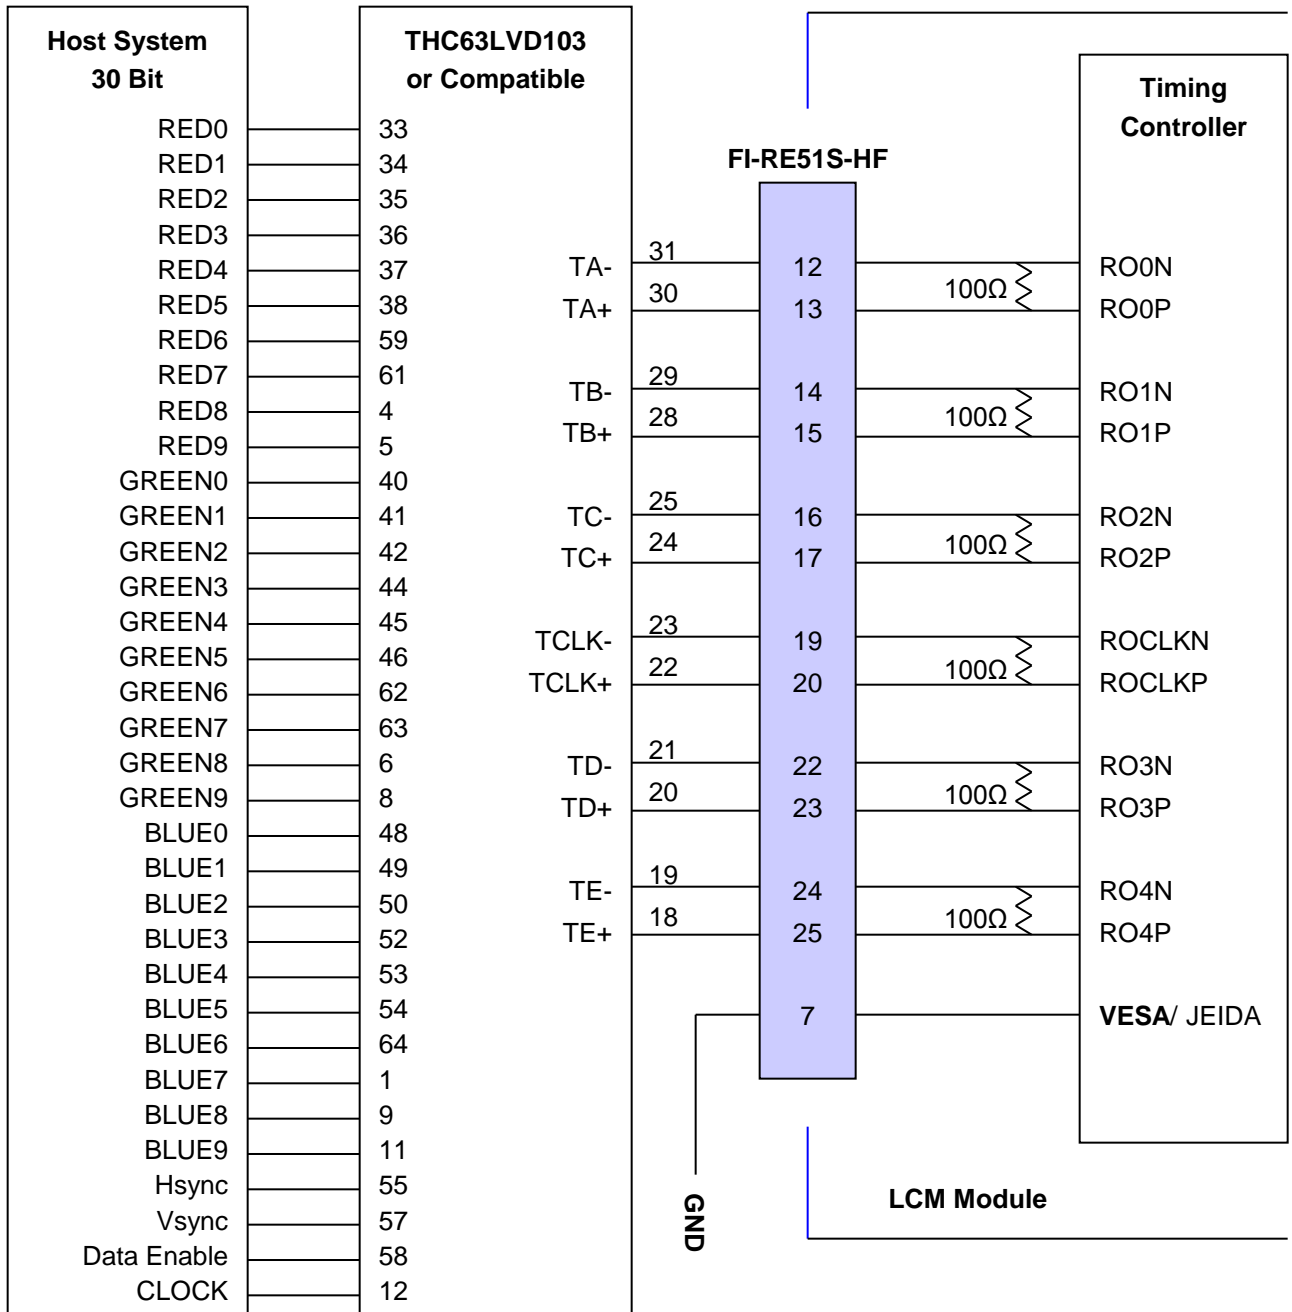 Host System
30 Bit
RED0
RED1
RED2
RED3
RED4
RED5
RED6
RED7
RED8
RED9
GREEN0
GREEN1
GREEN2
GREEN3
GREEN4
GREEN5
GREEN6
GREEN7
GREEN8
GREEN9
BLUE0
BLUE1
BLUE2
BLUE3
BLUE4
BLUE5
BLUE6
BLUE7
BLUE8
BLUE9
Hsync
Vsync
Data Enable
CLOCK
THC63LVD103
or Compatible
33
34
35
36
37
38
59
61
4
5
40
41
42
44
45
46
62
63
6
8
48
49
50
52
53
54
64
1
9
11
55
57
58
12
TA-
TA+
TB-
TB+
TC-
TC+
TCLK-
TCLK+
TD-
TD+
TE-
TE+
31
30
29
28
25
24
23
22
21
20
19
18
FI-RE51S-HF
12
13
14
15
16
17
19
20
22
23
24
25
7
GND
100Ω
100Ω
100Ω
100Ω
100Ω
100Ω
Timing
Controller
RO0N
RO0P
RO1N
RO1P
RO2N
RO2P
ROCLKN
ROCLKP
RO3N
RO3P
RO4N
RO4P
VESA/ JEIDA
LCM Module